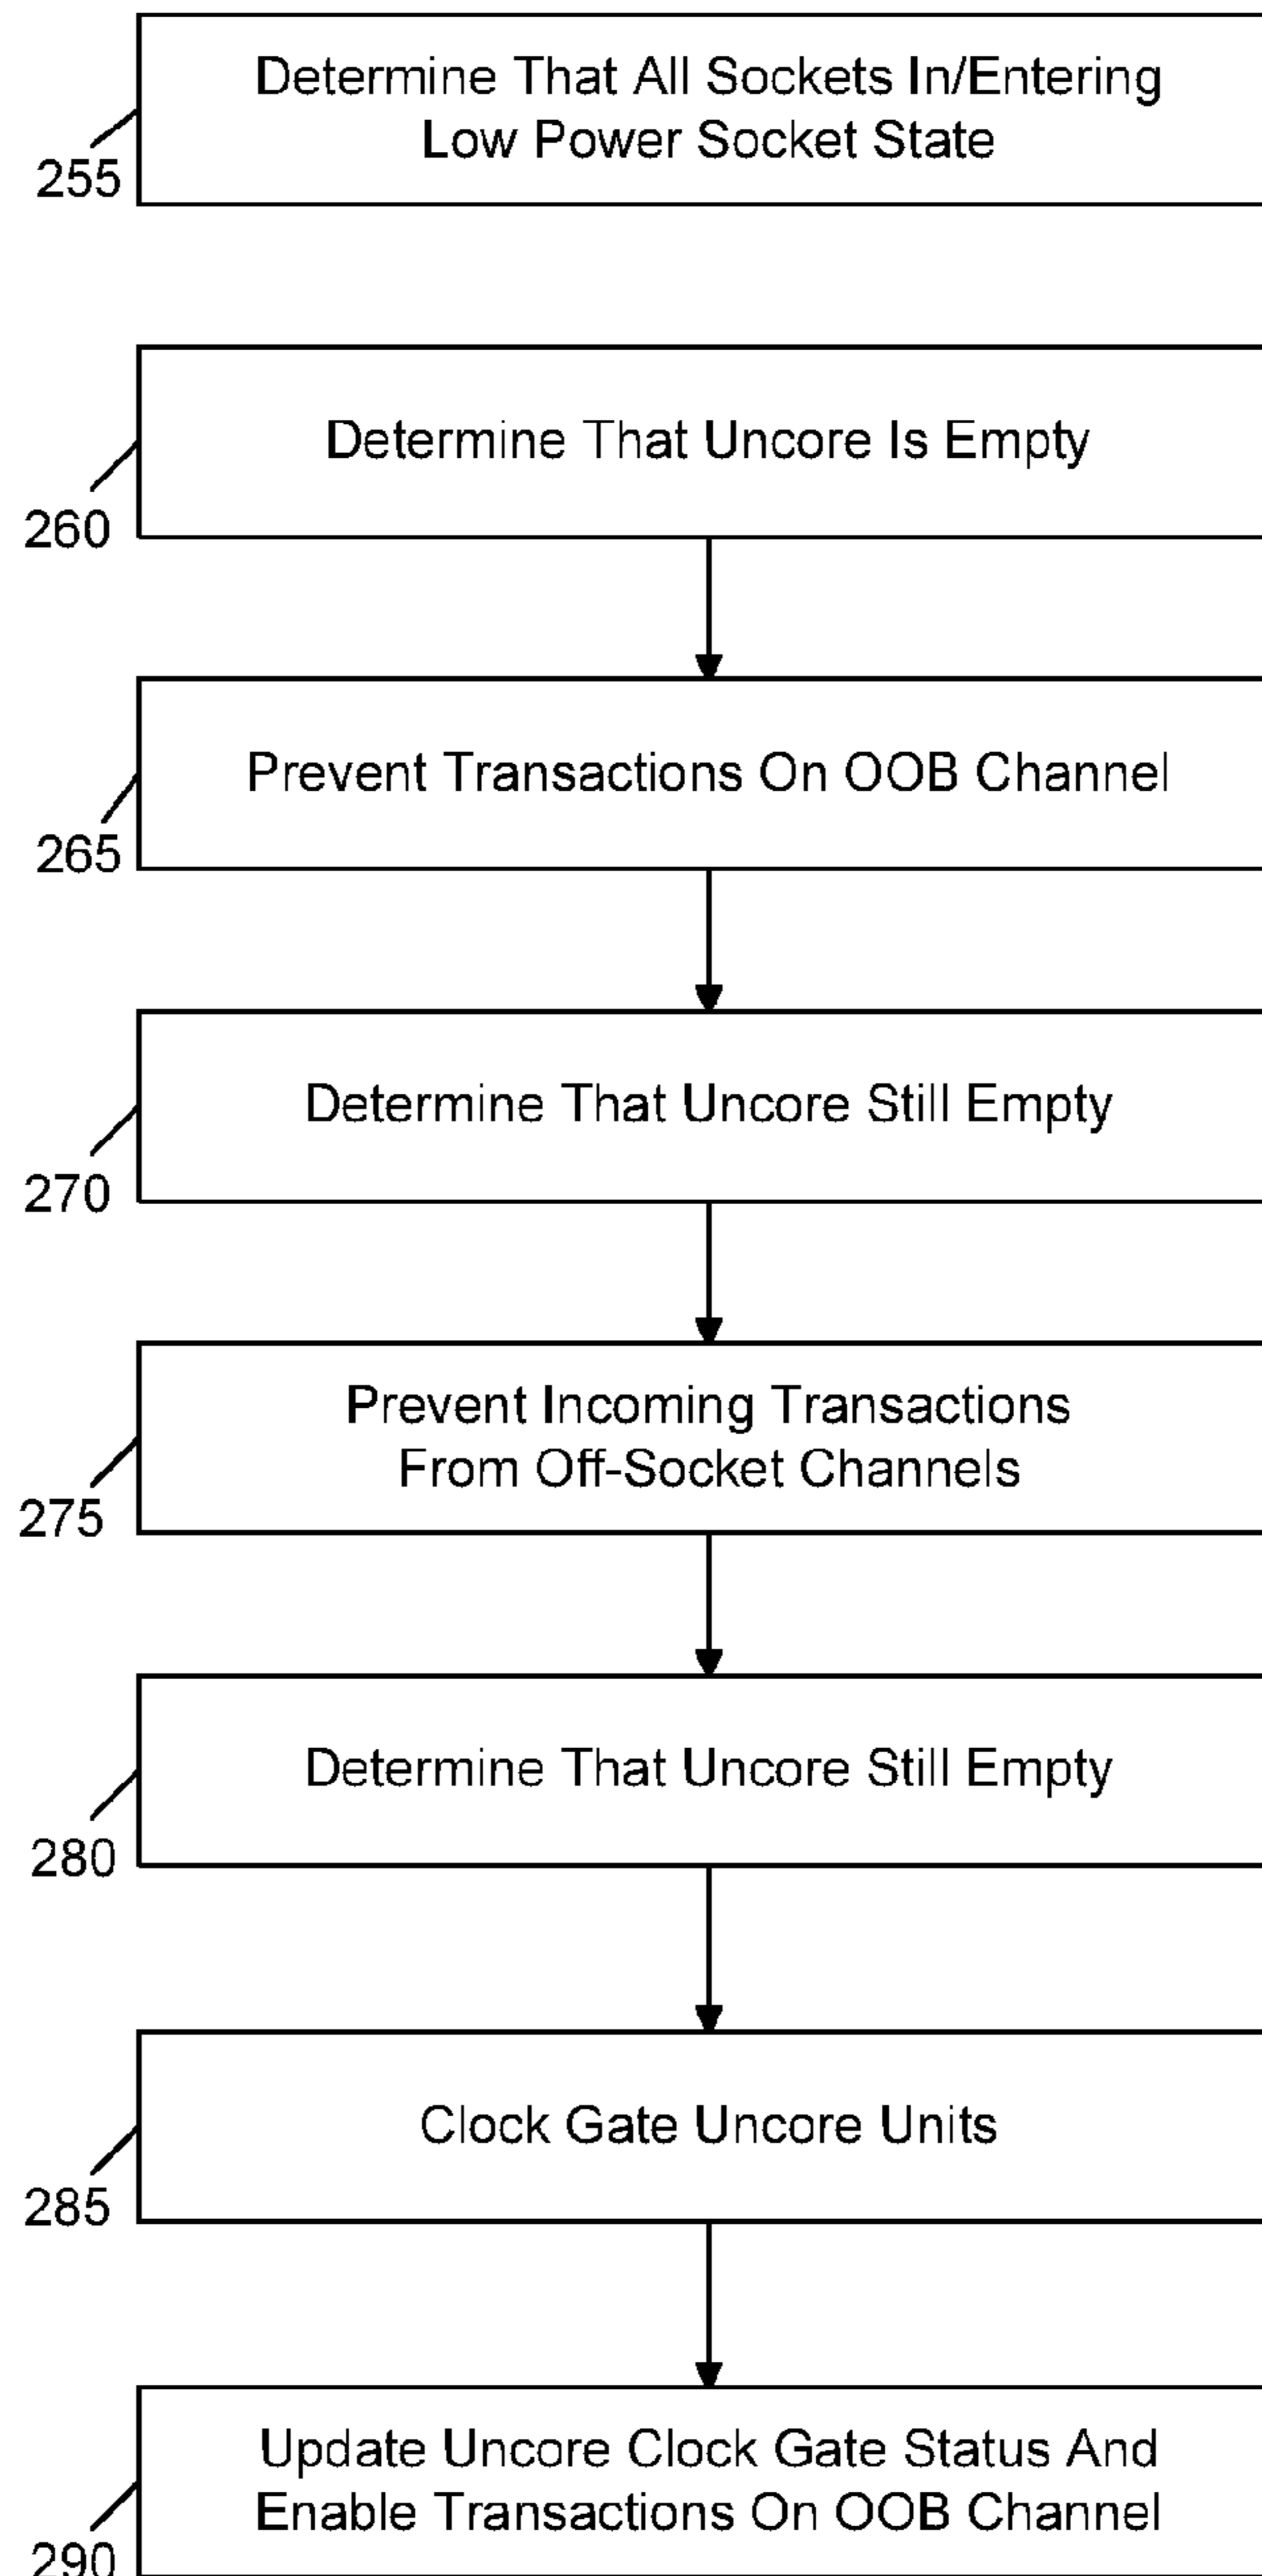 Determine That All Sockets In/Entering
Low Power Socket State
255
Determine That Uncore Is Empty
260
Prevent Transactions On OOB Channel
265
Determine That Uncore Still Empty
270
Prevent Incoming Transactions
From Off-Socket Channels
275
Determine That Uncore Still Empty
280
Clock Gate Uncore Units
285
Update Uncore Clock Gate Status And
Enable Transactions On OOB Channel
290